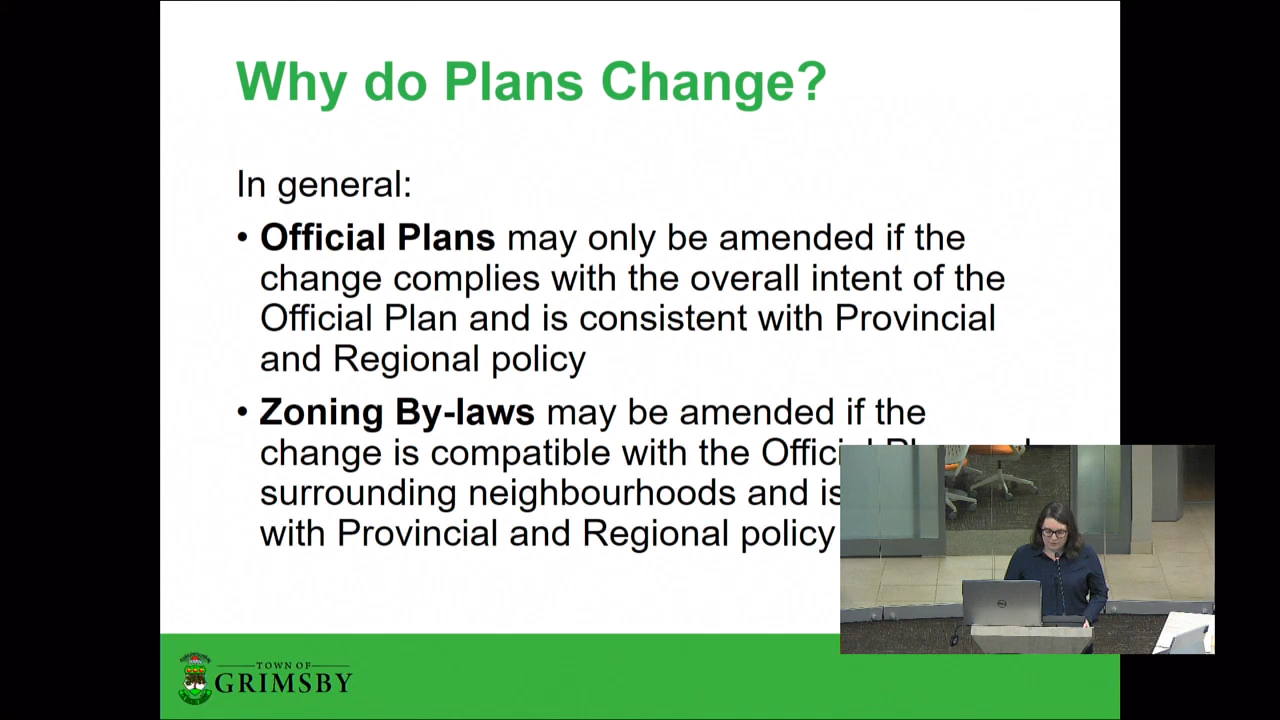 Why do Plans Change?
In general:
• Official Plans may only be amended if the
change complies with the overall intent of the
Official Plan and is consistent with Provincial
and Regional policy
• Zoning By-laws may be amended if the
change is compatible with the Official
surrounding neighbourhoods and is
with Provincial and Regional policy
TOWN OF
GRIMSBY